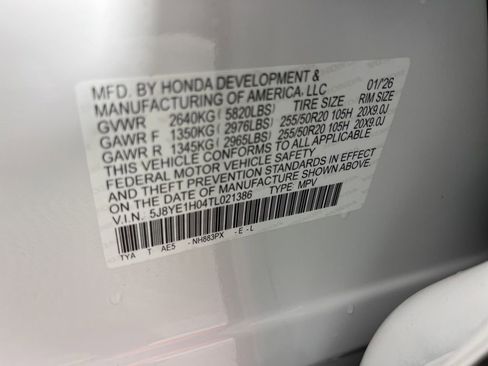 MFD. BY HONDA DEVELOPMENT &
MANUFACTURING OF AMERICA, LLC 01/'26
GVWR 2640KG (5820LBS) TIRE SIZE RIM SIZE
GAWR F 1350KG (2976LBS) 255/50R20 105H 20X9.0J
GAWR R 1345KG (2965LBS) 255/50R20 105H 20X9.0J
THIS VEHICLE CONFORMS TO ALL APPLICABLE
FEDERAL MOTOR VEHICLE SAFETY
AND THEFT PREVENTION STANDARDS IN EFFECT
ON THE DATE OF MANUFACTURE SHOWN ABOVE.
V.I.N. 5J8YE1H04TL021386 TYPE: MPV
TYA T AE5 - NH883PX - E - L